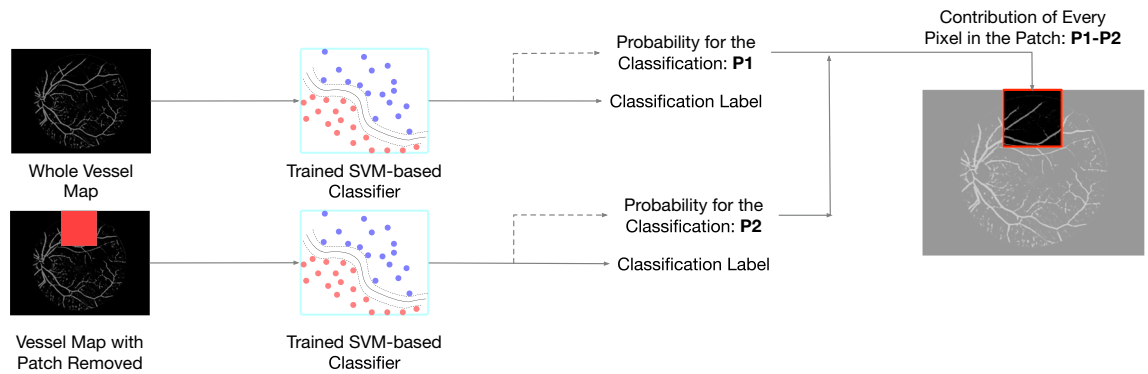 Contribution of Every
Pixel in the Patch: P1-P2
Probability for the
Classification: P1
Classification Label
Whole Vessel
Map
Trained SVM-based
Classifier
Probability for the
Classification: P2
Classification Label
Vessel Map with
Patch Removed
Trained SVM-based
Classifier